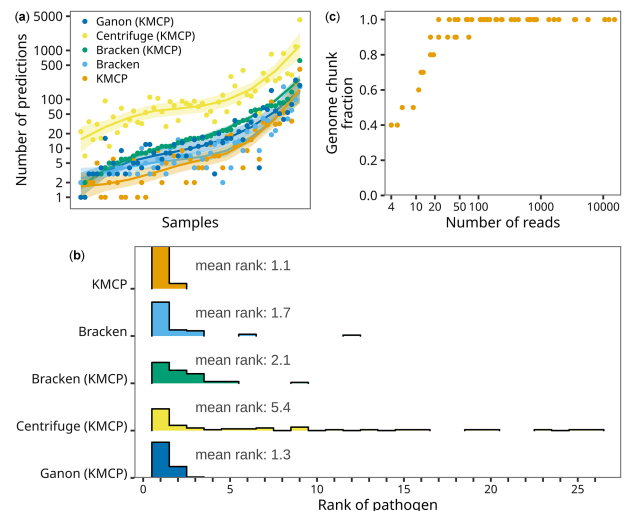 (a)
Ganon (KMCP)
Centrifuge (KMCP)
Bracken (KMCP)
Bracken
KMCP
Number of predictions
5000
1000
500
100
50
20
10
5
2
1
Samples
(c)
Genome chunk
fraction
1.0
0.8
0.6
0.4
0.2
0.0
4 10 20 50 100 1000 10000
Number of reads
(b)
KMCP
mean rank: 1.1
Bracken
mean rank: 1.7
Bracken (KMCP)
mean rank: 2.1
Centrifuge (KMCP)
mean rank: 5.4
Ganon (KMCP)
mean rank: 1.3
0 5 10 15 20 25
Rank of pathogen